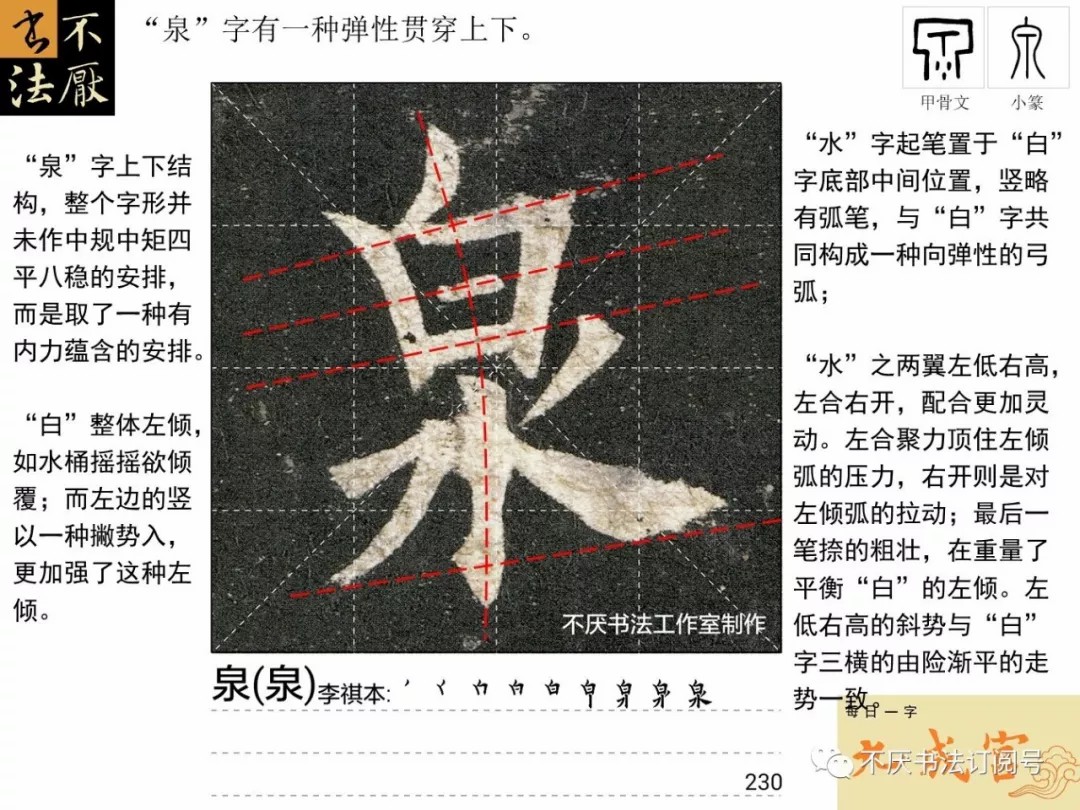 不厌
书法
“泉”字有一种弹性贯穿上下。
甲骨文
小篆
“泉”字上下结
构，整个字形并
未作中规中矩四
平八稳的安排，
而是取了一种有
内力蕴含的安排。
“白”整体左倾，
如水桶摇摇欲倾
覆；而左边的竖
以一种撇势入，
更加强了这种左
倾。
泉
不厌书法工作室制作
“水”字起笔置于“白”
字底部中间位置，竖略
有弧笔，与“白”字共
同构成一种向弹性的弓
弧；
“水”之两翼左低右高，
左合右开，配合更加灵
动。左合聚力顶住左倾
弧的压力，右开则是对
左倾弧的拉动；最后一
笔捺的粗壮，在重量了
平衡“白”的左倾。左
低右高的斜势与“白”
字三横的由险渐平的走
势一致。
泉(泉)李祺本:
230
每日一字
九成宫
不厌书法订阅号